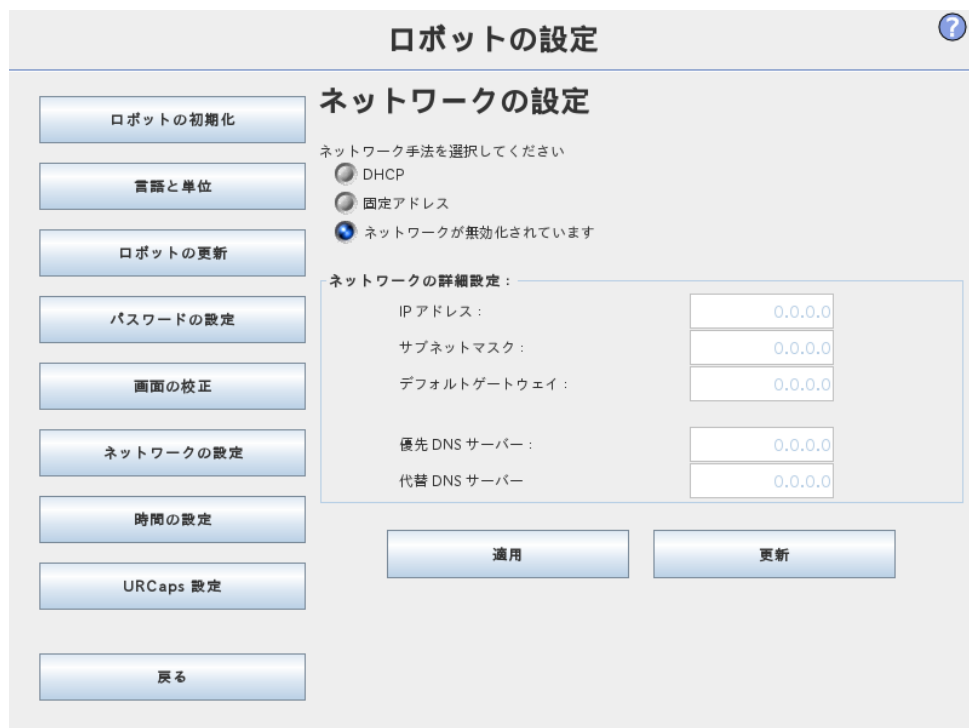 ロボットの設定
?
ロボットの初期化
言語と単位
ロボットの更新
パスワードの設定
画面の校正
ネットワークの設定
時間の設定
URCaps 設定
戻る
ネットワークの設定
ネットワーク手法を選択してください
DHCP
固定アドレス
ネットワークが無効化されています
ネットワークの詳細設定：
IP アドレス： 0.0.0.0
サブネットマスク： 0.0.0.0
デフォルトゲートウェイ： 0.0.0.0
優先 DNS サーバー： 0.0.0.0
代替 DNS サーバー 0.0.0.0
適用 更新